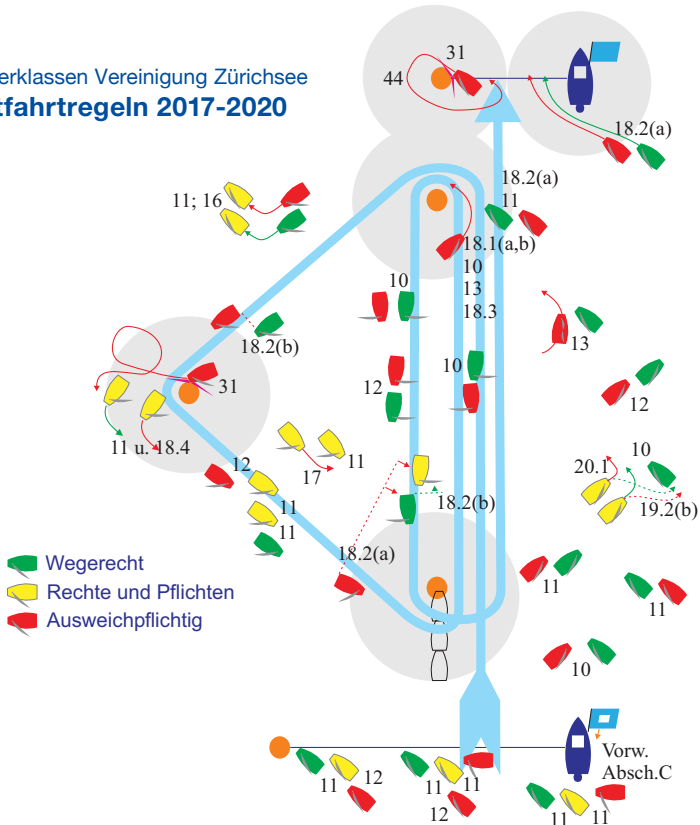 erklassen Vereinigung Zürichsee
tfahrtregeln 2017-2020
31
44
18.2(a)
18.2(a)
11
11; 16
18.1(a,b)
10
13
18.3
10
13
18.2(b)
31
10
12
12
11 u. 18.4
12
17
11
11
11
10
20.1
19.2(b)
18.2(b)
18.2(a)
Wegerecht
Rechte und Pflichten
Ausweichpflichtig
11
11
10
Vorw.
Absch.C
11
12
11
11
12
11
11